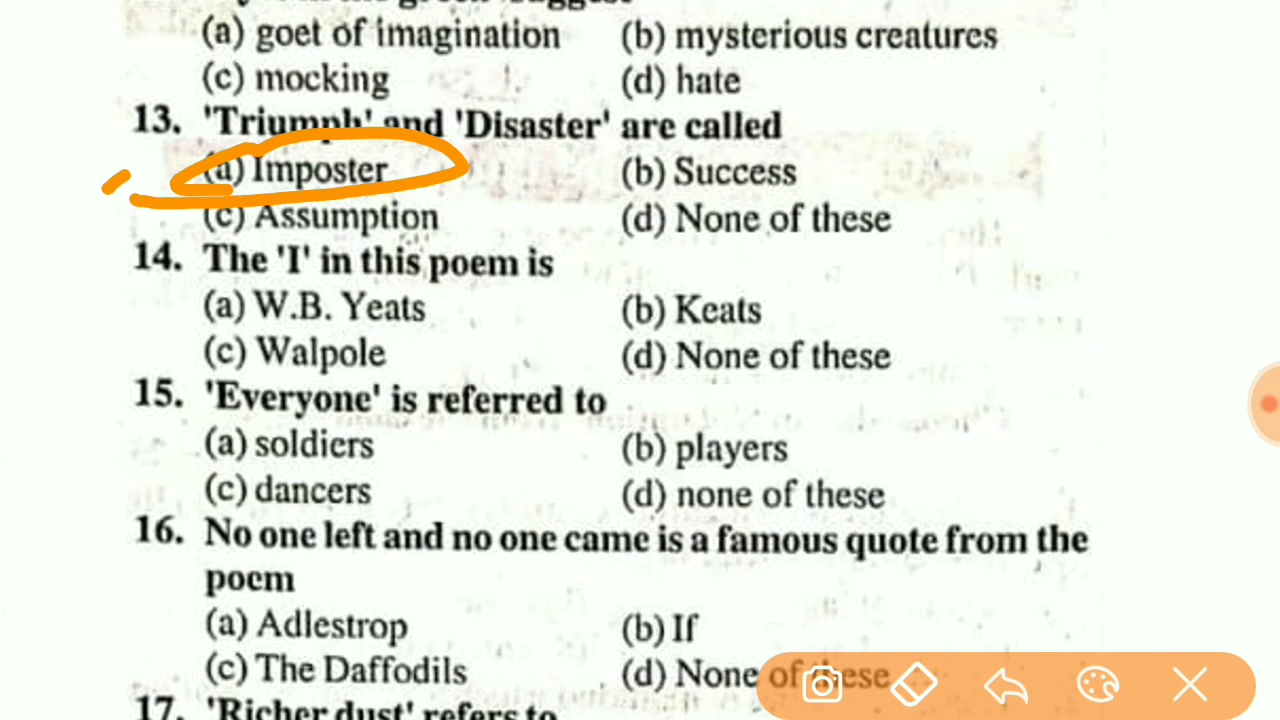 (a) goet of imagination (b) mysterious creatures
(c) mocking (d) hate
13. 'Triumph' and 'Disaster' are called
(a) Imposter (b) Success
(c) Assumption (d) None of these
14. The 'I' in this poem is
(a) W.B. Yeats (b) Keats
(c) Walpole (d) None of these
15. 'Everyone' is referred to
(a) soldiers (b) players
(c) dancers (d) none of these
16. No one left and no one came is a famous quote from the
poem
(a) Adlestrop (b) If
(c) The Daffodils (d) None of these
17. 'Richer dust' refers to